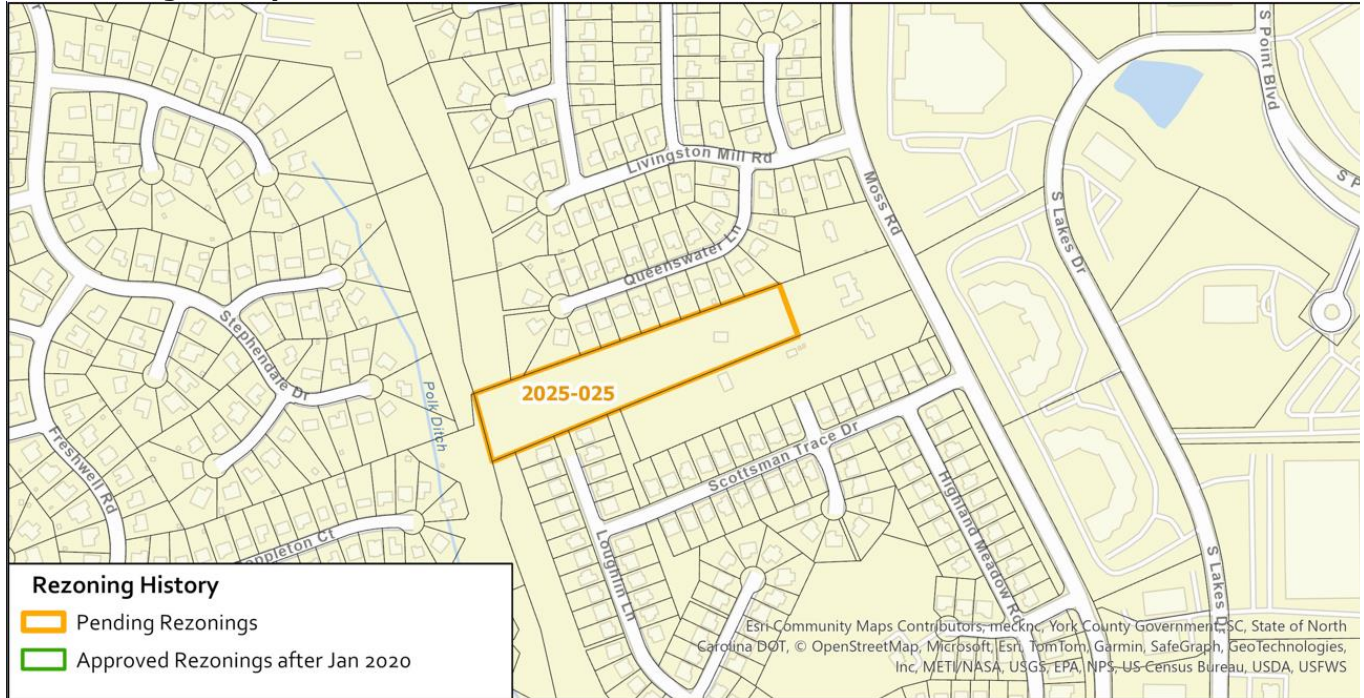 S Point Blvd
S P
Livingston Mill Rd
Moss Rd
S Lakes Dr
Queenswater Ln
Stephendale Dr
2025-025
Polk Ditch
Freshwell Rd
Scottsman Trace Dr
Highland Meadow Rd
Loughlin Ln
S Lakes Dr
Rezoning History
Pending Rezonings
Approved Rezonings after Jan 2020
Esri Community Maps Contributors, mecknc, York County Government, SC, State of North
Carolina DOT, © OpenStreetMap, Microsoft, Esri, TomTom, Garmin, SafeGraph, GeoTechnologies,
Inc, METI/NASA, USGS, EPA, NPS, US Census Bureau, USDA, USFWS